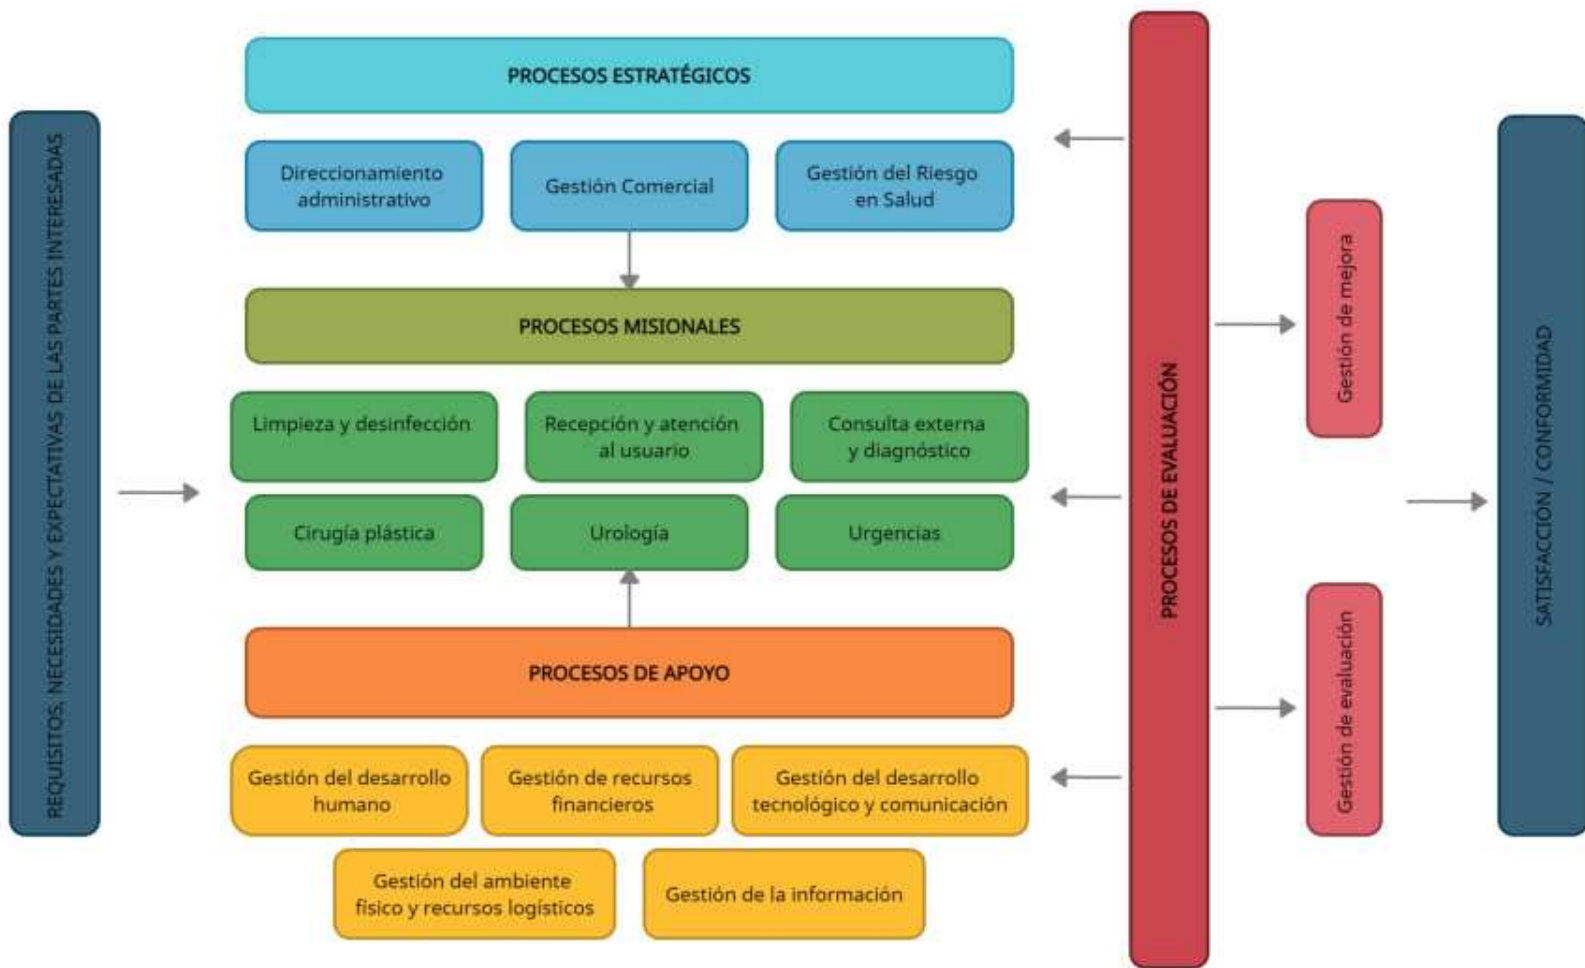 REQUISITOS, NECESIDADES Y EXPECTATIVAS DE LAS PARTES INTERESADAS
PROCESOS ESTRATÉGICOS
Direccionamiento
administrativo
Gestión Comercial
Gestión del Riesgo
en Salud
PROCESOS MISIONALES
Limpieza y desinfección
Recepción y atención
al usuario
Consulta externa
y diagnóstico
Cirugía plástica
Urología
Urgencias
PROCESOS DE APOYO
Gestión del desarrollo
humano
Gestión de recursos
financieros
Gestión del desarrollo
tecnológico y comunicación
Gestión del ambiente
físico y recursos logísticos
Gestión de la información
PROCESOS DE EVALUACIÓN
Gestión de mejora
Gestión de evaluación
SATISFACCIÓN / CONFORMIDAD